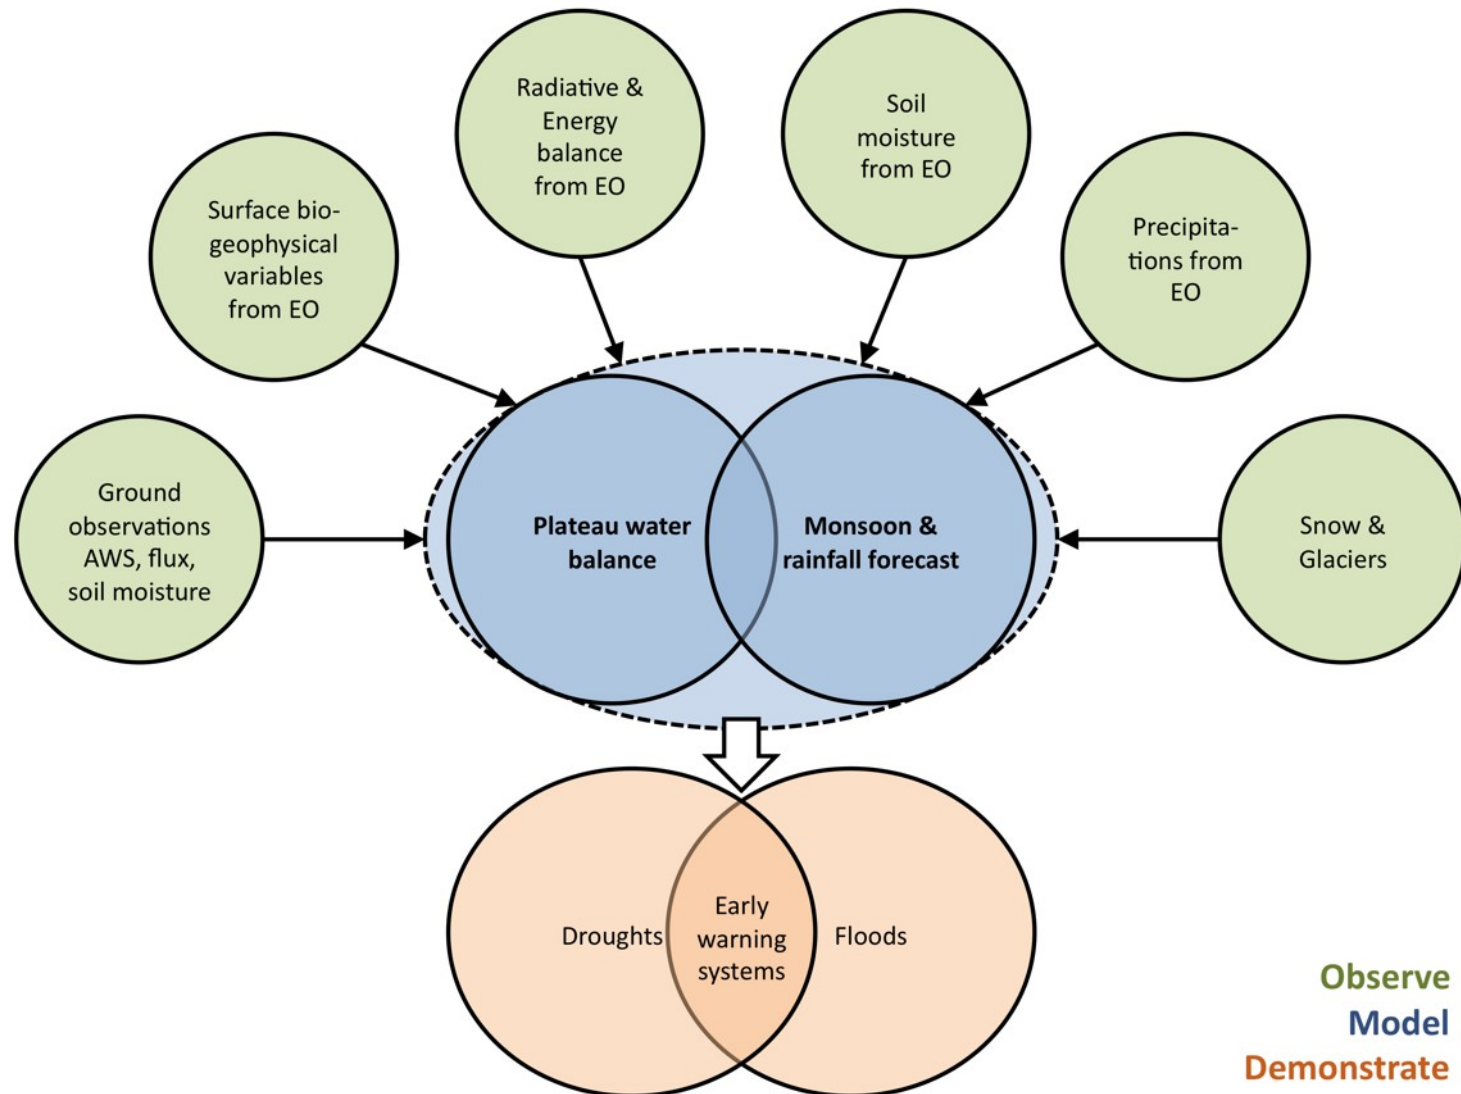 Radiative &
Energy
balance
from EO
Soil
moisture
from EO
Surface bio-
geophysical
variables
from EO
Precipita-
tions from
EO
Ground
observations
AWS, flux,
soil moisture
Plateau water
balance
Monsoon &
rainfall forecast
Snow &
Glaciers
Droughts
Early
warning
systems
Floods
Observe
Model
Demonstrate